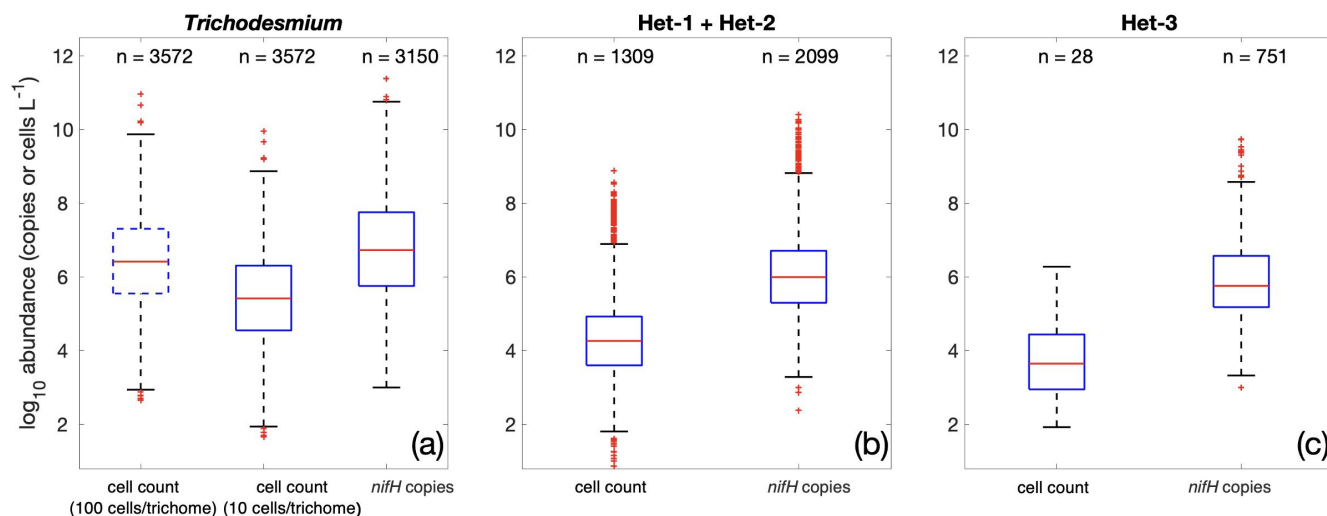 Trichodesmium
Het-1 + Het-2
Het-3
log10 abundance (copies or cells L-1)
12
10
8
6
4
2
n = 3572
n = 3572
n = 3150
(a)
cell count
(100 cells/trichome)
cell count
(10 cells/trichome)
nifH copies
12
10
8
6
4
2
n = 1309
n = 2099
(b)
cell count
nifH copies
12
10
8
6
4
2
n = 28
n = 751
(c)
cell count
nifH copies